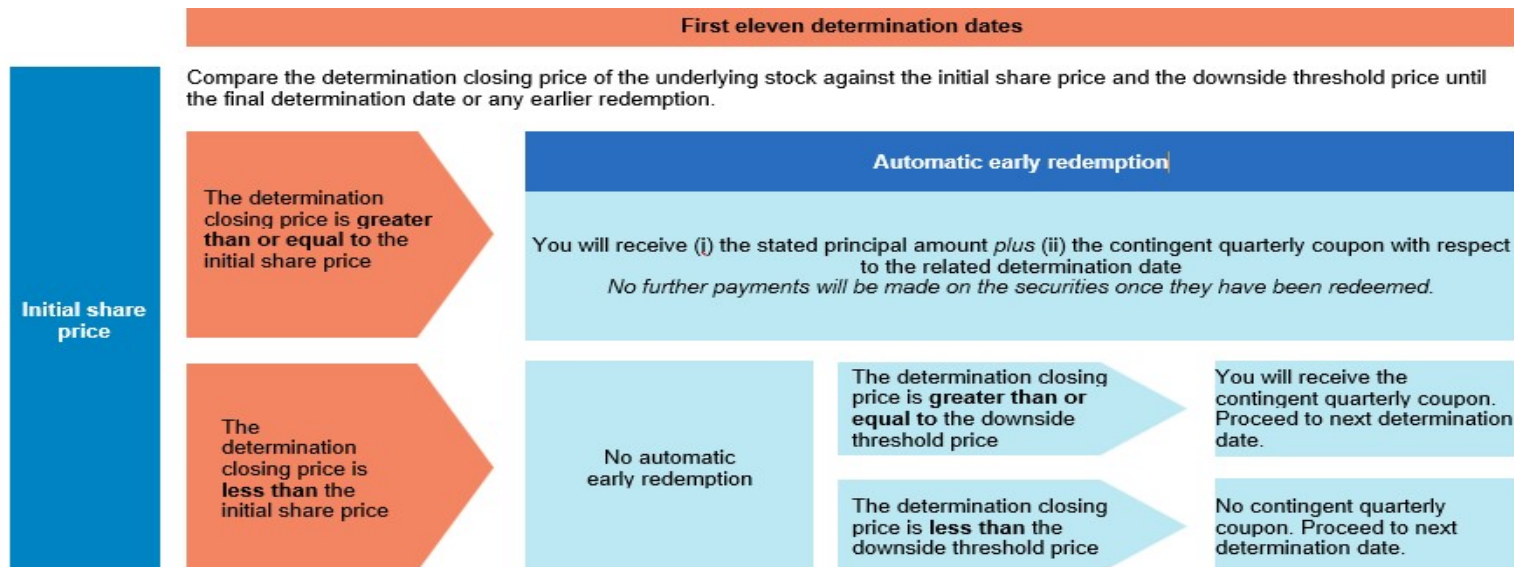 First eleven determination dates
Compare the determination closing price of the underlying stock against the initial share price and the downside threshold price until
the final determination date or any earlier redemption.
Initial share
price
The determination
closing price is greater
than or equal to the
initial share price
Automatic early redemption
You will receive (i) the stated principal amount plus (ii) the contingent quarterly coupon with respect
to the related determination date
No further payments will be made on the securities once they have been redeemed.
The
determination
closing price is
less than the
initial share price
No automatic
early redemption
The determination closing
price is greater than or
equal to the downside
threshold price
You will receive the
contingent quarterly coupon.
Proceed to next determination
date.
The determination closing
price is less than the
downside threshold price
No contingent quarterly
coupon. Proceed to next
determination date.